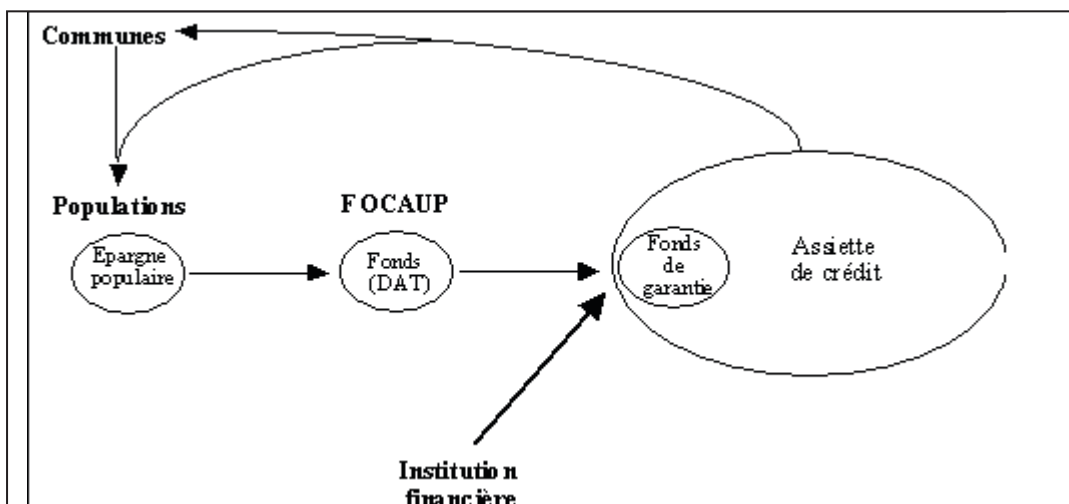 Communes
Populations
FOCAUP
Epargne
populaire
Fonds
(DAT)
Fonds
de
garantie
Assiette
de crédit
Institution
financière